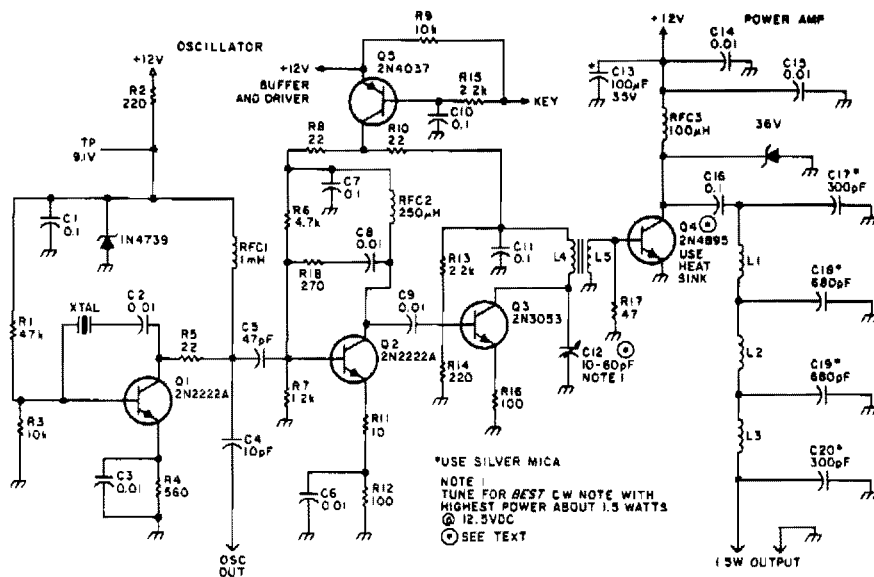 OSCILLATOR
+12V
R2
220
TP
9.1V
C1
0.1
1N4739
RFC1
1mH
R1
47k
XTAL
C2
0.01
R5
22
C5
47pF
Q1
2N2222A
R3
10k
C3
0.01
R4
560
C4
10pF
OSC
OUT
R9
10k
Q5
2N4037
+12V
BUFFER
AND DRIVER
R15
2.2k
KEY
C10
0.1
R8
22
R10
22
C7
0.1
RFC2
250µH
R6
4.7k
C8
0.01
R18
270
C9
0.01
Q2
2N2222A
R7
1.2k
R11
10
C6
0.01
R12
100
R13
2.2k
C11
0.1
L4
L5
Q3
2N3053
R14
220
R16
100
C12
10-60pF
NOTE 1
R17
47
POWER AMP
+12V
C14
0.01
C13
100µF
35V
C15
0.01
RFC3
100µH
36V
C16
0.1
C17*
300pF
Q4
2N4895
USE
HEAT
SINK
L1
C18*
680pF
L2
C19*
680pF
L3
C20*
300pF
1.5W OUTPUT
*USE SILVER MICA
NOTE 1
TUNE FOR BEST CW NOTE WITH
HIGHEST POWER ABOUT 1.5 WATTS
@ 12.5VDC
SEE TEXT